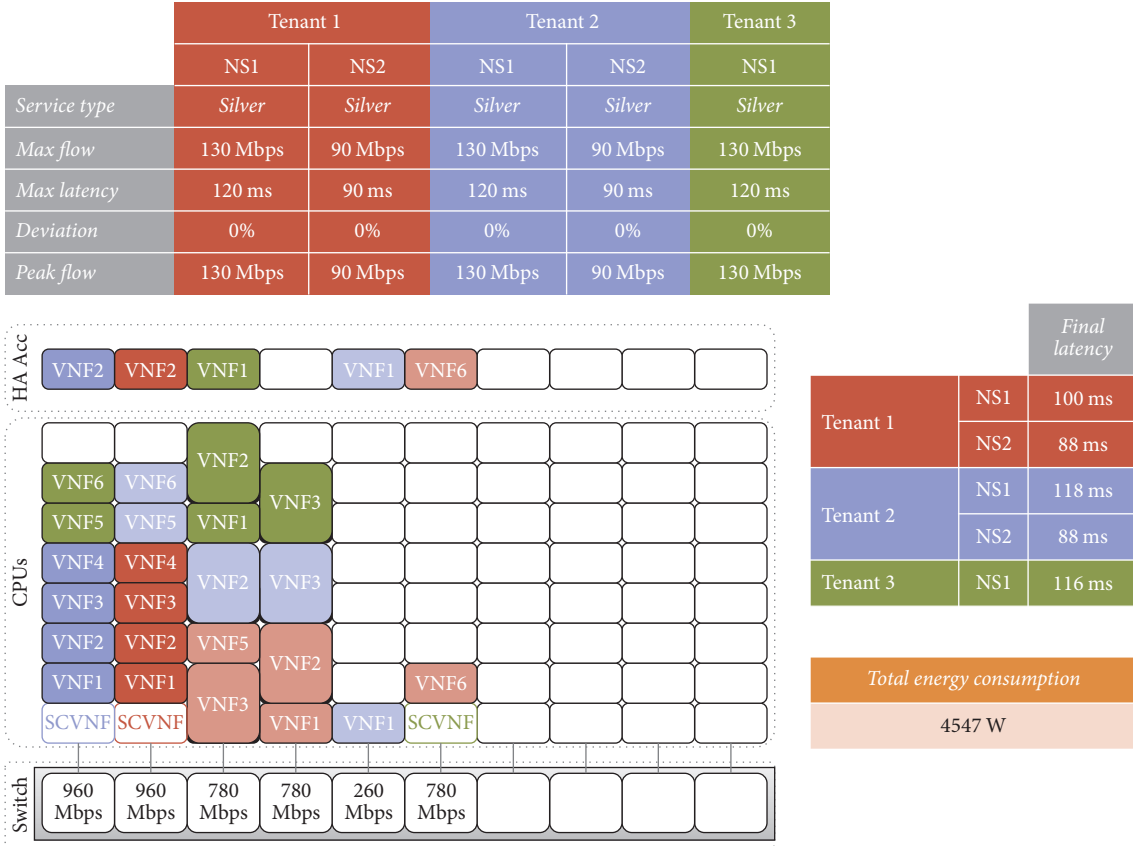 Tenant 1 Tenant 2 Tenant 3
NS1 NS2 NS1 NS2 NS1
Service type Silver Silver Silver Silver Silver
Max flow 130 Mbps 90 Mbps 130 Mbps 90 Mbps 130 Mbps
Max latency 120 ms 90 ms 120 ms 90 ms 120 ms
Deviation 0% 0% 0% 0% 0%
Peak flow 130 Mbps 90 Mbps 130 Mbps 90 Mbps 130 Mbps
HA Acc
VNF2 VNF2 VNF1 VNF1 VNF6
CPUs
VNF2
VNF6 VNF6
VNF3
VNF5 VNF5 VNF1
VNF4 VNF4
VNF2 VNF3
VNF3 VNF3
VNF2 VNF2 VNF5
VNF2
VNF1 VNF1 VNF6
VNF3
SCVNF SCVNF VNF1 VNF1 SCVNF
Switch
960 960 780 780 260 780
Mbps Mbps Mbps Mbps Mbps Mbps
Final
latency
Tenant 1
NS1 100 ms
NS2 88 ms
Tenant 2
NS1 118 ms
NS2 88 ms
Tenant 3 NS1 116 ms
Total energy consumption
4547 W